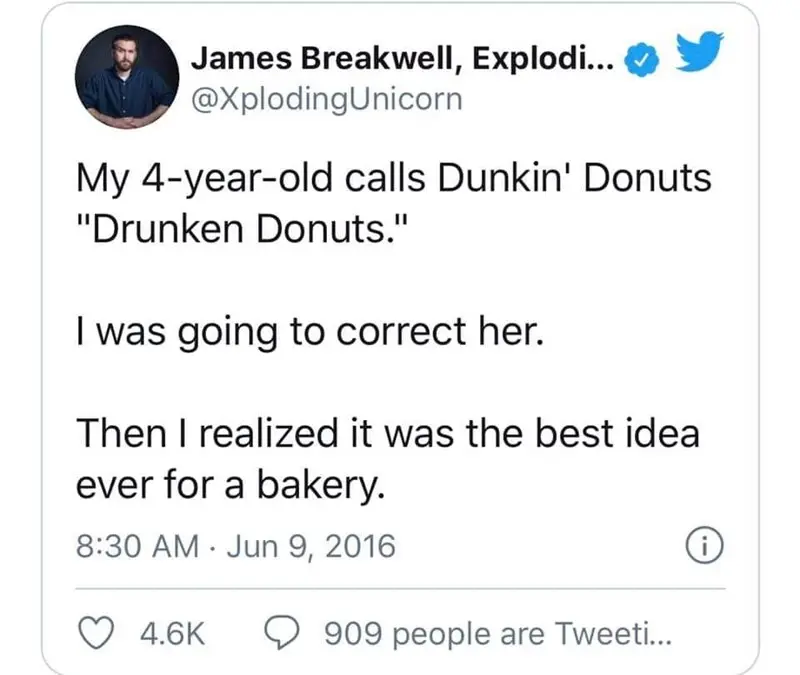 James Breakwell, Explodi...
@XplodingUnicorn
My 4-year-old calls Dunkin' Donuts
"Drunken Donuts."
I was going to correct her.
Then I realized it was the best idea
ever for a bakery.
8:30 AM · Jun 9, 2016
4.6K 909 people are Tweeti...